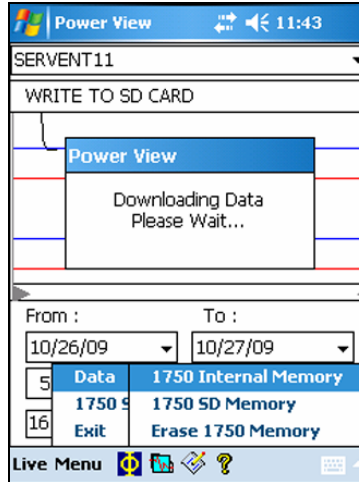 Power View 11:43
SERVENT11
WRITE TO SD CARD
Power View
Downloading Data
Please Wait...
From : To :
10/26/09 10/27/09
5 Data 1750 Internal Memory
1750 S 1750 SD Memory
16 Exit Erase 1750 Memory
Live Menu